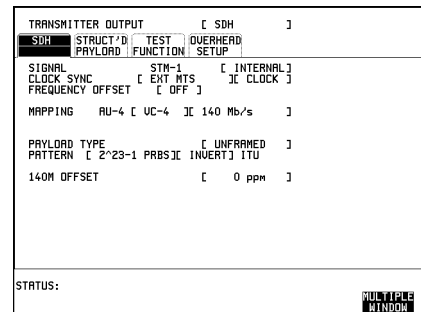 TRANSMITTER OUTPUT [ SDH ]
SDH STRUCT'D PAYLOAD TEST FUNCTION OVERHEAD SETUP
SIGNAL STM-1 [ INTERNAL]
CLOCK SYNC [ EXT MTS ][ CLOCK ]
FREQUENCY OFFSET [ OFF ]
MAPPING AU-4 [ VC-4 ][ 140 Mb/s ]
PAYLOAD TYPE [ UNFRAMED ]
PATTERN [ 2^23-1 PRBS][ INVERT] ITU
140M OFFSET [ 0 ppm ]
STATUS:
MULTIPLE
WINDOW